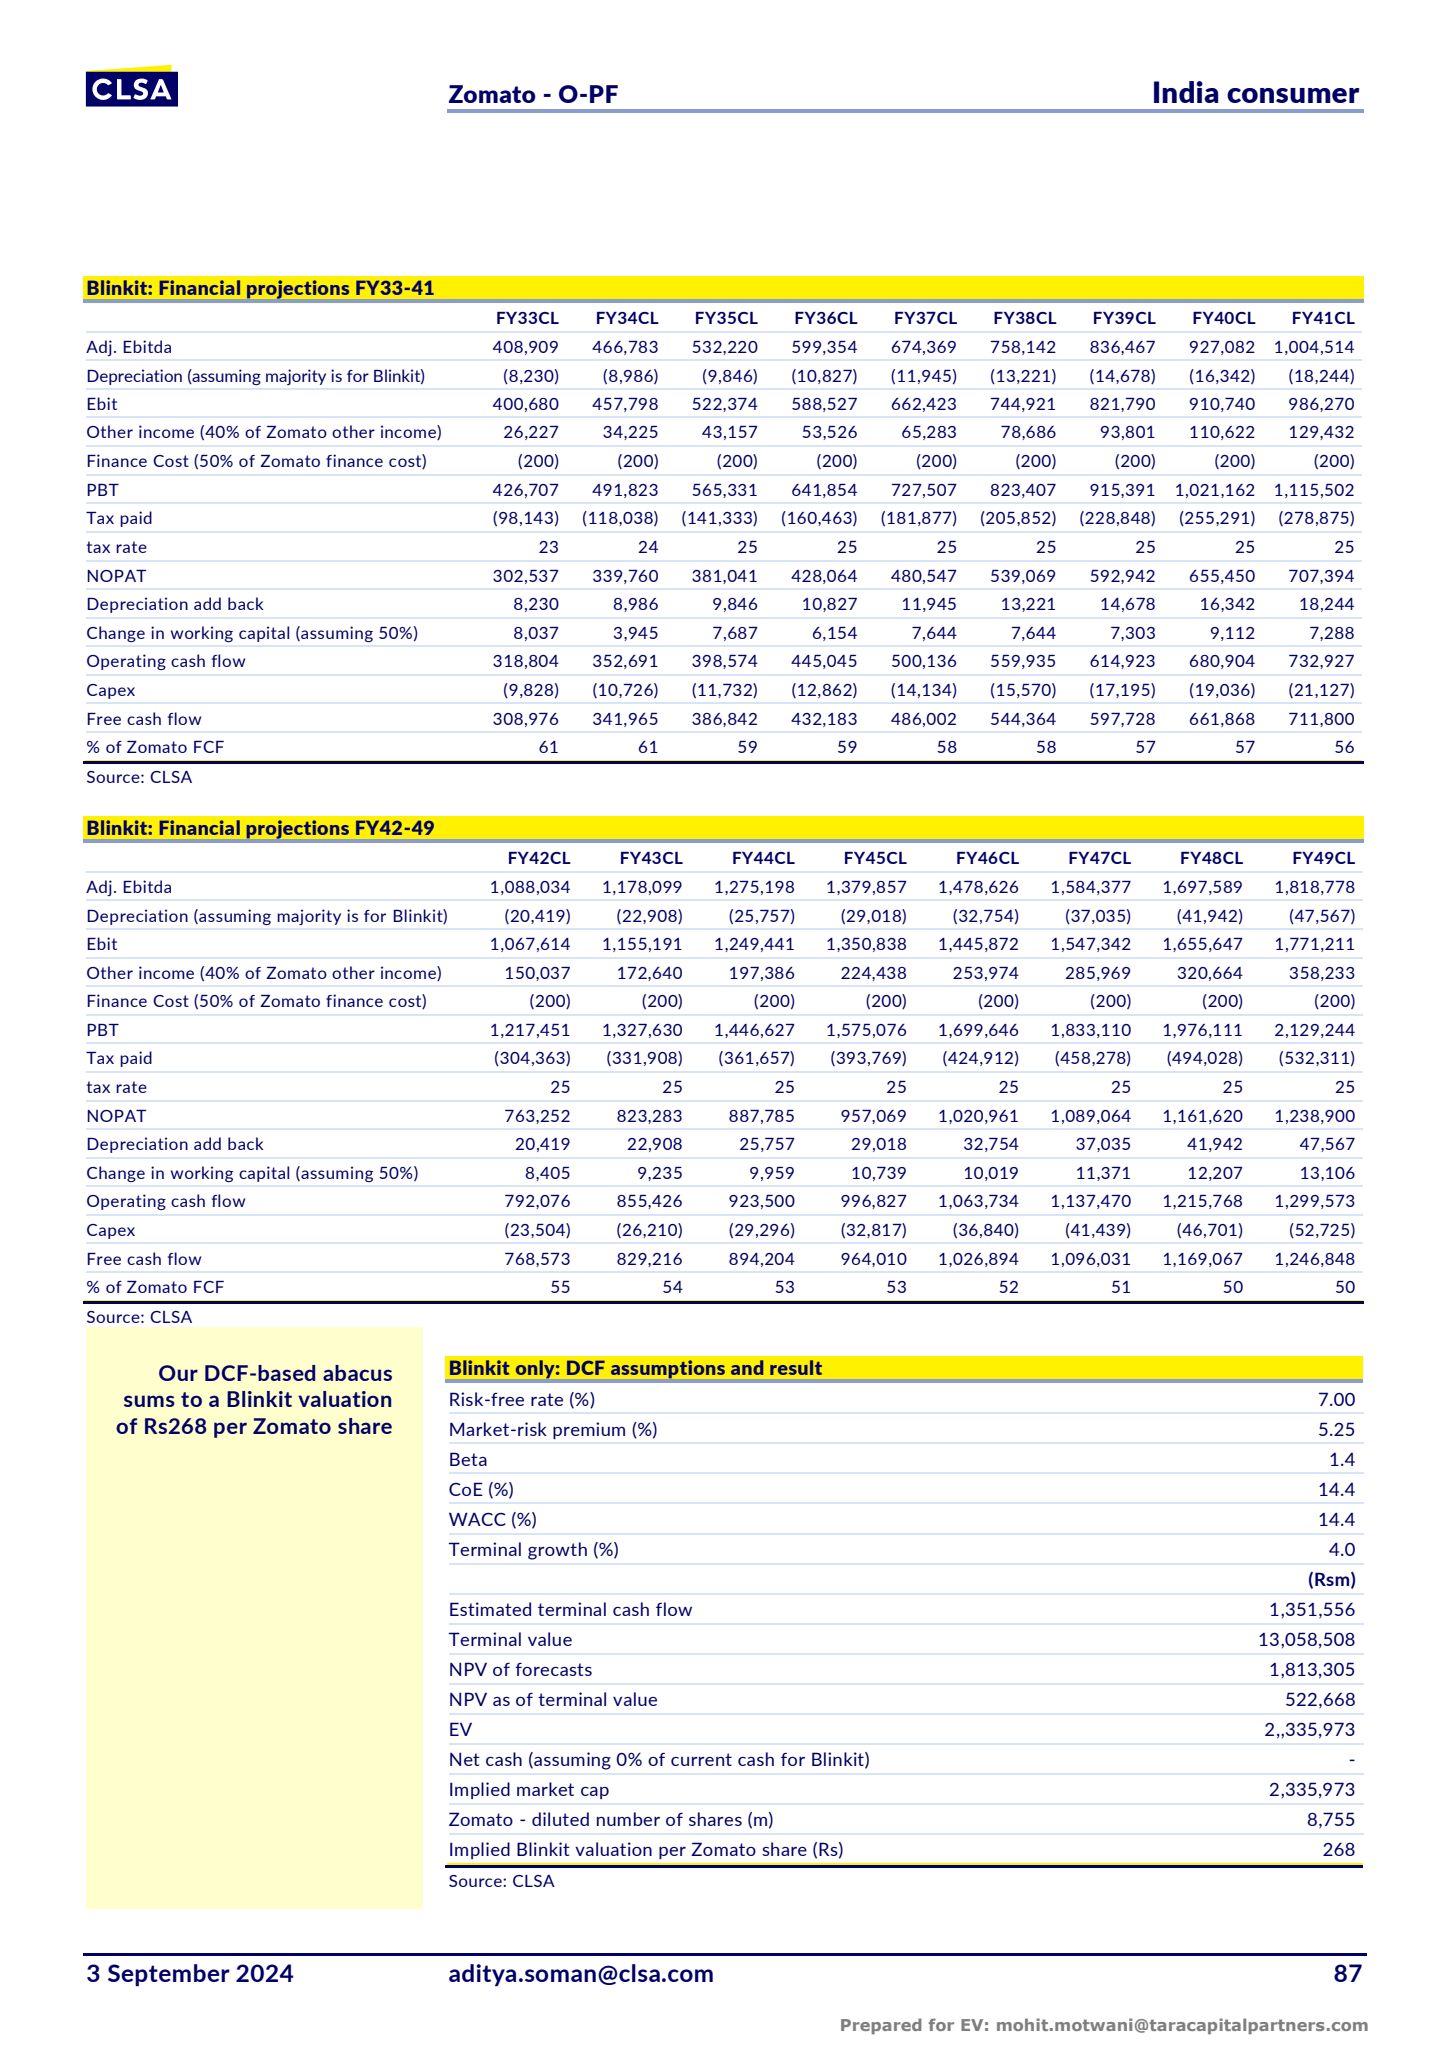 CLSA
Zomato - O-PF
India consumer
Blinkit: Financial projections FY33-41
FY33CL FY34CL FY35CL FY36CL FY37CL FY38CL FY39CL FY40CL FY41CL
Adj. Ebitda 408,909 466,783 532,220 599,354 674,369 758,142 836,467 927,082 1,004,514
Depreciation (assuming majority is for Blinkit) (8,230) (8,986) (9,846) (10,827) (11,945) (13,221) (14,678) (16,342) (18,244)
Ebit 400,680 457,798 522,374 588,527 662,423 744,921 821,790 910,740 986,270
Other income (40% of Zomato other income) 26,227 34,225 43,157 53,526 65,283 78,686 93,801 110,622 129,432
Finance Cost (50% of Zomato finance cost) (200) (200) (200) (200) (200) (200) (200) (200) (200)
PBT 426,707 491,823 565,331 641,854 727,507 823,407 915,391 1,021,162 1,115,502
Tax paid (98,143) (118,038) (141,333) (160,463) (181,877) (205,852) (228,848) (255,291) (278,875)
tax rate 23 24 25 25 25 25 25 25 25
NOPAT 302,537 339,760 381,041 428,064 480,547 539,069 592,942 655,450 707,394
Depreciation add back 8,230 8,986 9,846 10,827 11,945 13,221 14,678 16,342 18,244
Change in working capital (assuming 50%) 8,037 3,945 7,687 6,154 7,644 7,644 7,303 9,112 7,288
Operating cash flow 318,804 352,691 398,574 445,045 500,136 559,935 614,923 680,904 732,927
Capex (9,828) (10,726) (11,732) (12,862) (14,134) (15,570) (17,195) (19,036) (21,127)
Free cash flow 308,976 341,965 386,842 432,183 486,002 544,364 597,728 661,868 711,800
% of Zomato FCF 61 61 59 59 58 58 57 57 56
Source: CLSA
Blinkit: Financial projections FY42-49
FY42CL FY43CL FY44CL FY45CL FY46CL FY47CL FY48CL FY49CL
Adj. Ebitda 1,088,034 1,178,099 1,275,198 1,379,857 1,478,626 1,584,377 1,697,589 1,818,778
Depreciation (assuming majority is for Blinkit) (20,419) (22,908) (25,757) (29,018) (32,754) (37,035) (41,942) (47,567)
Ebit 1,067,614 1,155,191 1,249,441 1,350,838 1,445,872 1,547,342 1,655,647 1,771,211
Other income (40% of Zomato other income) 150,037 172,640 197,386 224,438 253,974 285,969 320,664 358,233
Finance Cost (50% of Zomato finance cost) (200) (200) (200) (200) (200) (200) (200) (200)
PBT 1,217,451 1,327,630 1,446,627 1,575,076 1,699,646 1,833,110 1,976,111 2,129,244
Tax paid (304,363) (331,908) (361,657) (393,769) (424,912) (458,278) (494,028) (532,311)
tax rate 25 25 25 25 25 25 25 25
NOPAT 763,252 823,283 887,785 957,069 1,020,961 1,089,064 1,161,620 1,238,900
Depreciation add back 20,419 22,908 25,757 29,018 32,754 37,035 41,942 47,567
Change in working capital (assuming 50%) 8,405 9,235 9,959 10,739 10,019 11,371 12,207 13,106
Operating cash flow 792,076 855,426 923,500 996,827 1,063,734 1,137,470 1,215,768 1,299,573
Capex (23,504) (26,210) (29,296) (32,817) (36,840) (41,439) (46,701) (52,725)
Free cash flow 768,573 829,216 894,204 964,010 1,026,894 1,096,031 1,169,067 1,246,848
% of Zomato FCF 55 54 53 53 52 51 50 50
Source: CLSA
Our DCF-based abacus
sums to a Blinkit valuation
of Rs268 per Zomato share
Blinkit only: DCF assumptions and result
Risk-free rate (%) 7.00
Market-risk premium (%) 5.25
Beta 1.4
CoE (%) 14.4
WACC (%) 14.4
Terminal growth (%) 4.0
(Rsm)
Estimated terminal cash flow 1,351,556
Terminal value 13,058,508
NPV of forecasts 1,813,305
NPV as of terminal value 522,668
EV 2,,335,973
Net cash (assuming 0% of current cash for Blinkit) -
Implied market cap 2,335,973
Zomato - diluted number of shares (m) 8,755
Implied Blinkit valuation per Zomato share (Rs) 268
Source: CLSA
3 September 2024
aditya.soman@clsa.com
87
Prepared for EV: mohit.motwani@taracapitalpartners.com